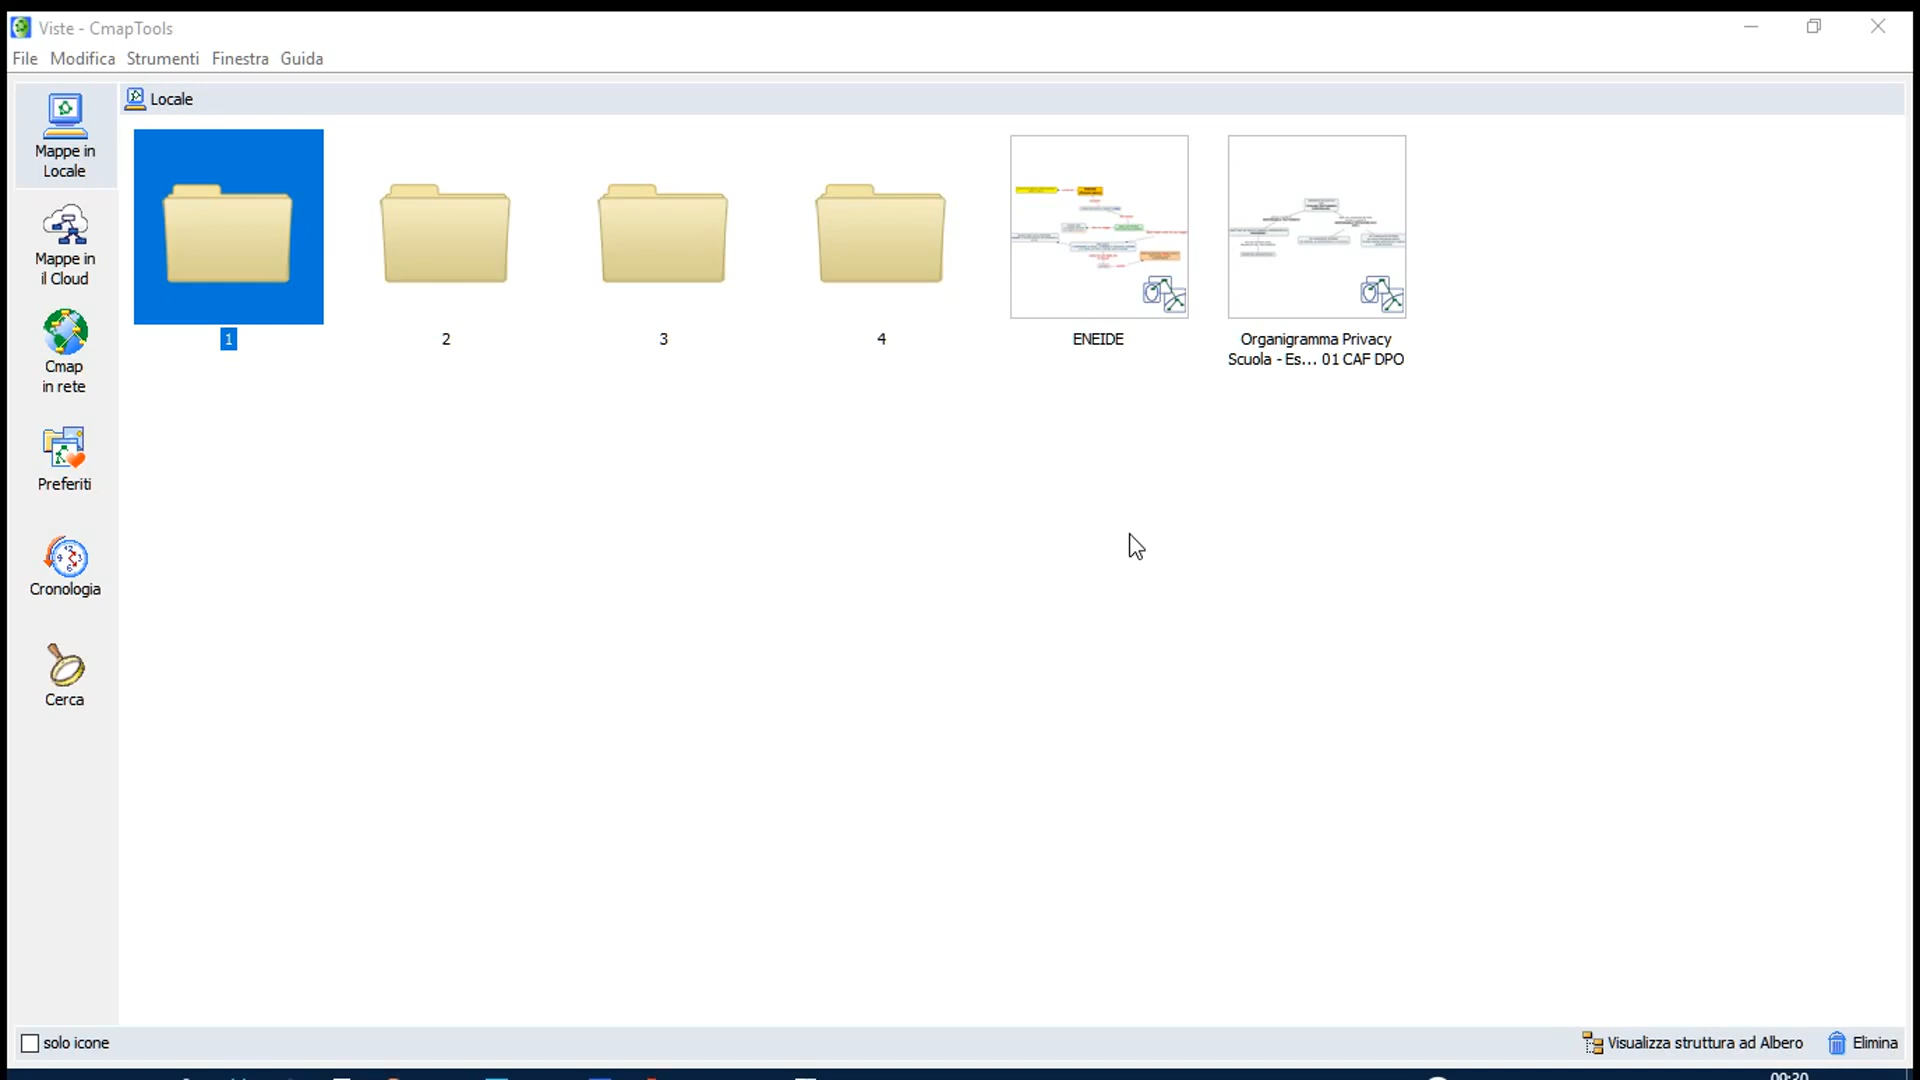 Viste - CmapTools
File Modifica Strumenti Finestra Guida
Locale
Mappe in
Locale
Mappe in
il Cloud
Cmap
in rete
Preferiti
Cronologia
Cerca
1
2
3
4
ENEIDE
Organigramma Privacy
Scuola - Es... 01 CAF DPO
solo icone
Visualizza struttura ad Albero
Elimina